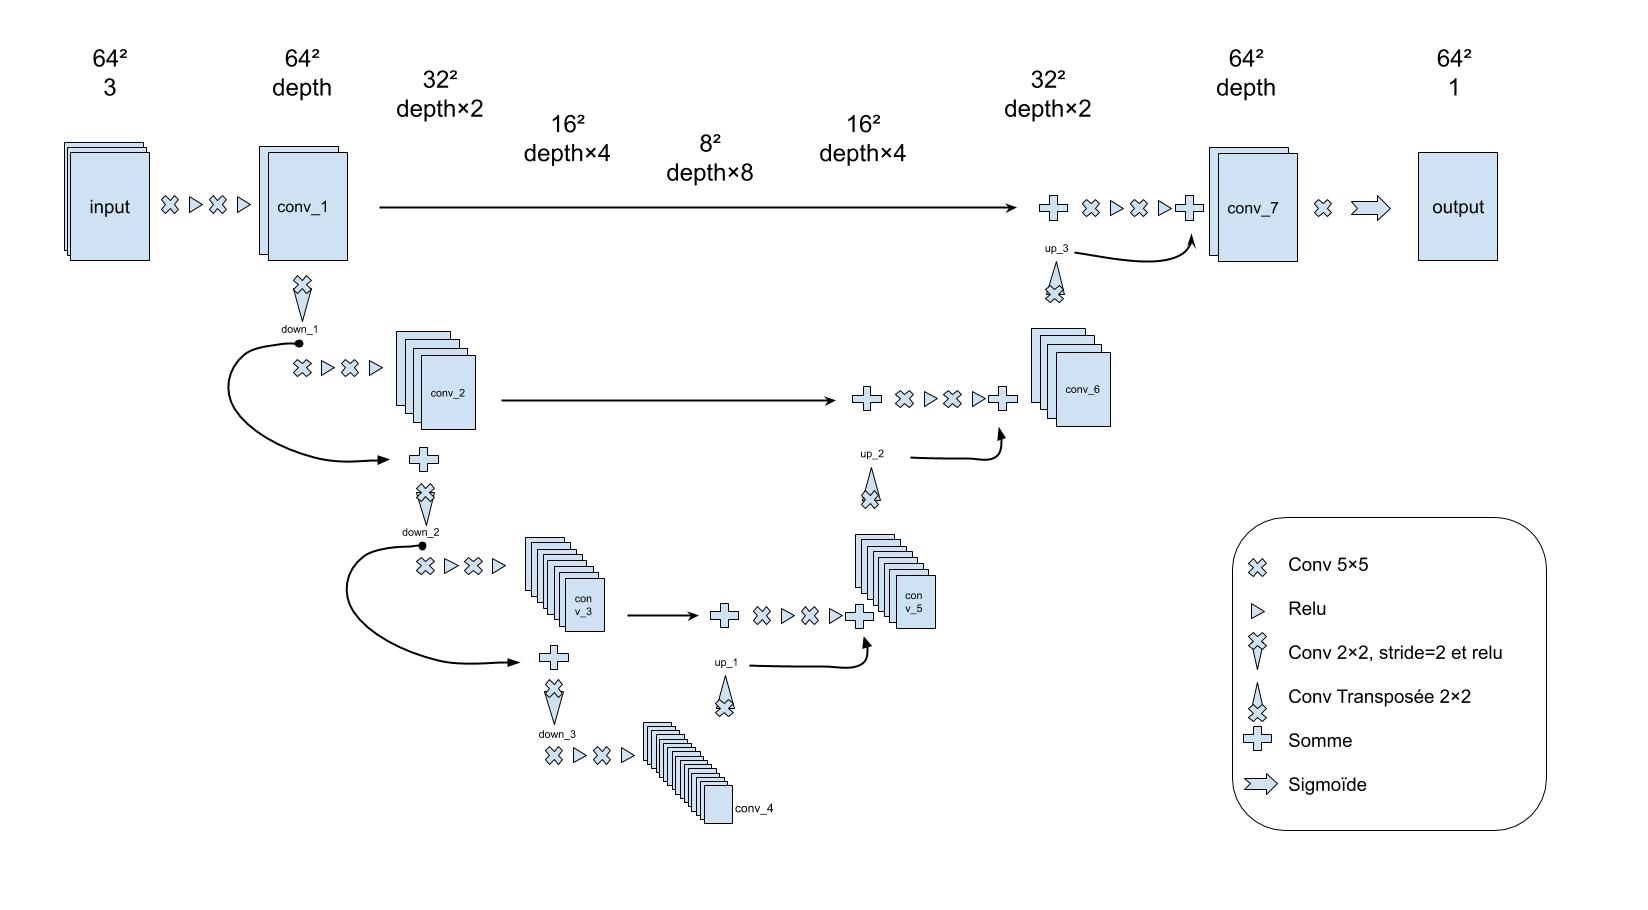 64²
3
64²
depth
32²
depth×2
16²
depth×4
8²
depth×8
16²
depth×4
32²
depth×2
64²
depth
64²
1
input
conv_1
conv_7
output
up_3
down_1
conv_2
conv_6
up_2
down_2
con
v_3
con
v_5
up_1
down_3
conv_4
Conv 5×5
Relu
Conv 2×2, stride=2 et relu
Conv Transposée 2×2
Somme
Sigmoïde